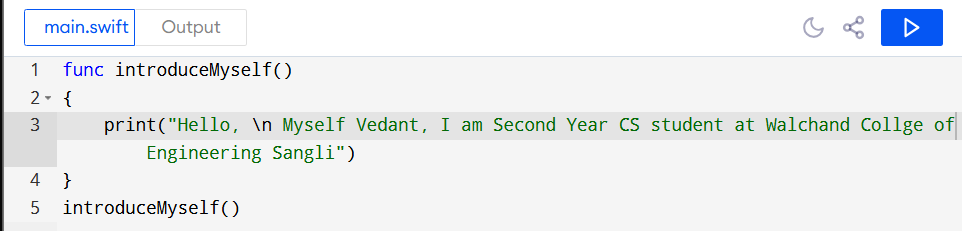 main.swift Output
1 func introduceMyself()
2 {
3 print("Hello, \n Myself Vedant, I am Second Year CS student at Walchand Collge of
Engineering Sangli")
4 }
5 introduceMyself()